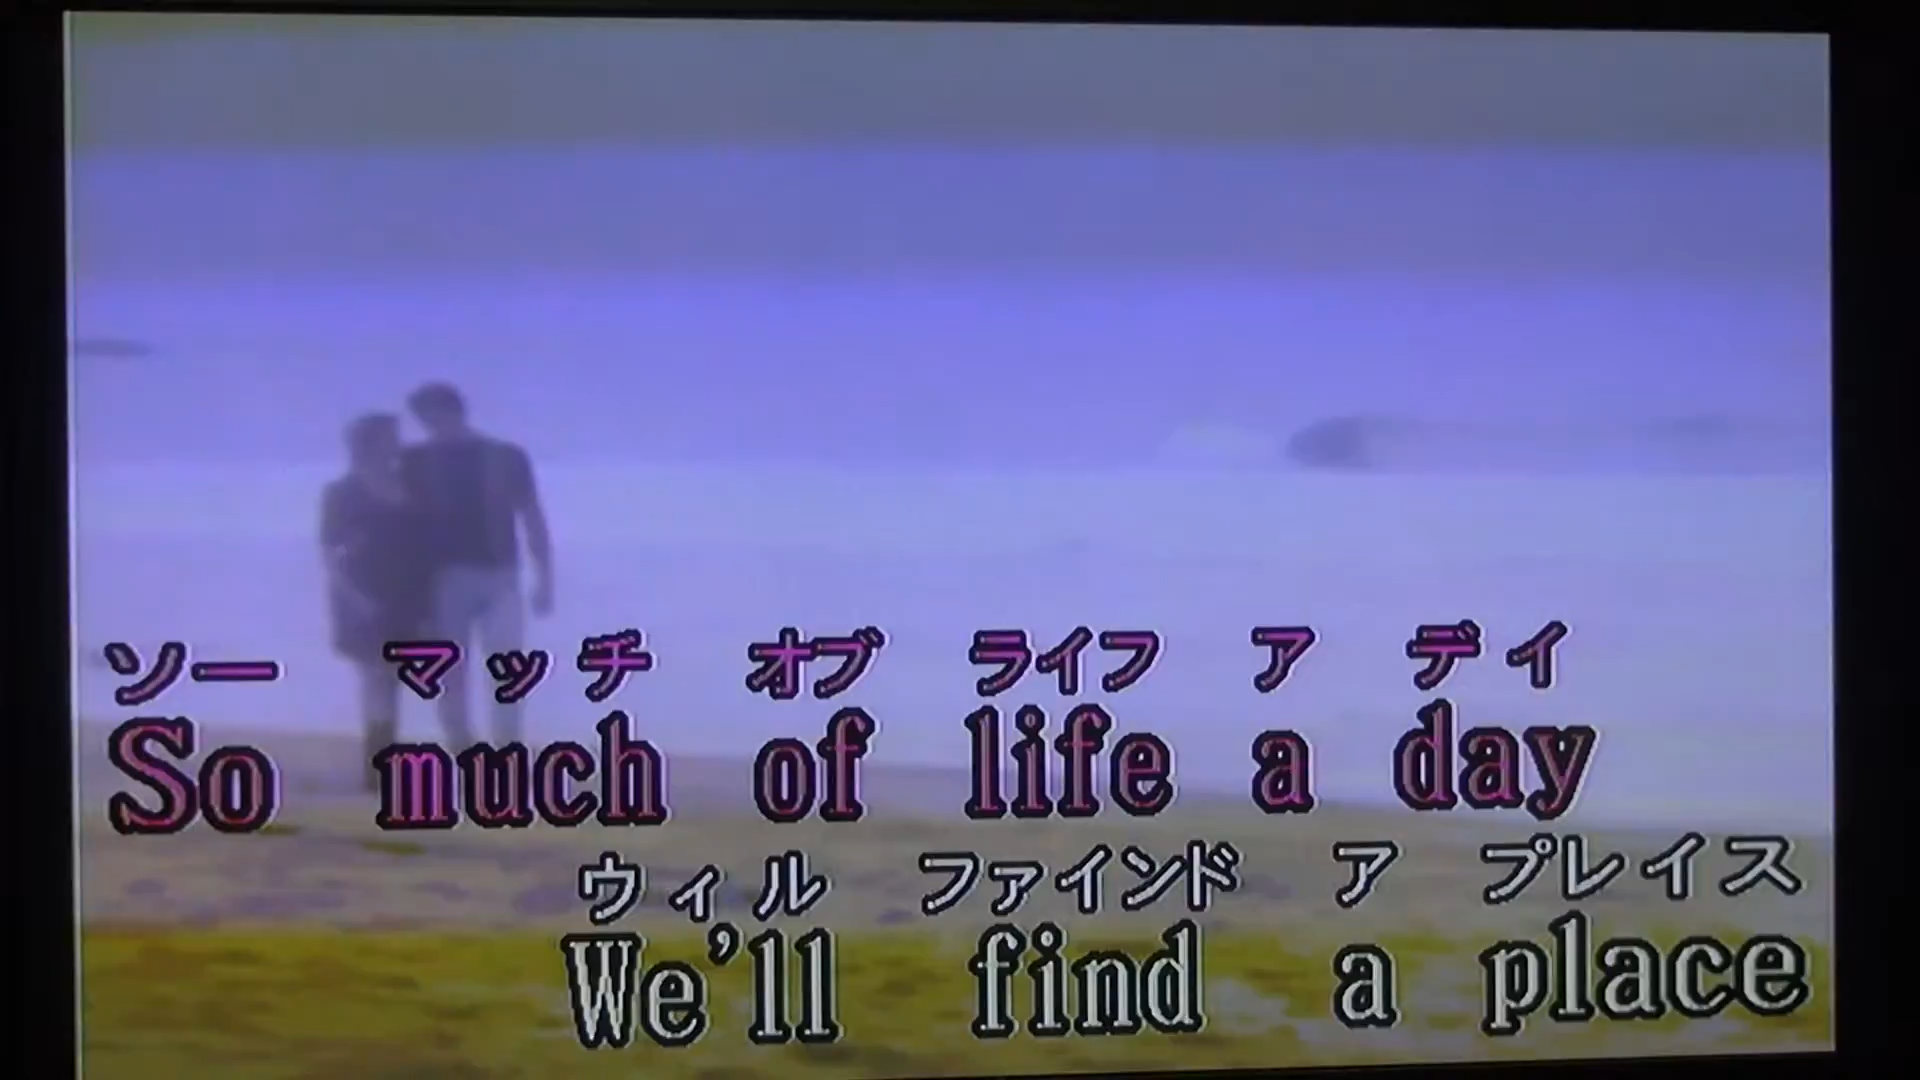 ソー マッチ オブ ライフ ア デイ
So much of life a day
ウィル ファインド ア プレイス
We'll find a place